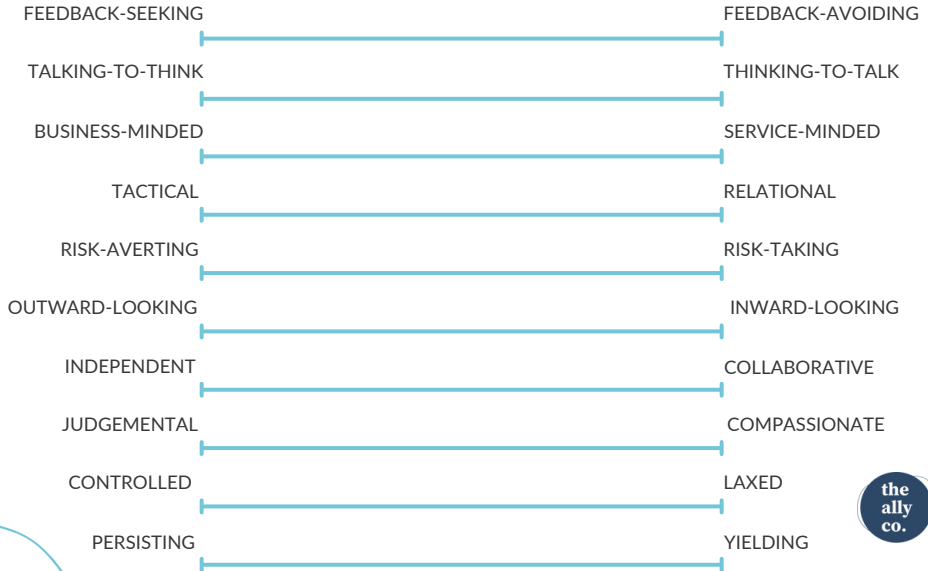 FEEDBACK-SEEKING FEEDBACK-AVOIDING
TALKING-TO-THINK THINKING-TO-TALK
BUSINESS-MINDED SERVICE-MINDED
TACTICAL RELATIONAL
RISK-AVERTING RISK-TAKING
OUTWARD-LOOKING INWARD-LOOKING
INDEPENDENT COLLABORATIVE
JUDGEMENTAL COMPASSIONATE
CONTROLLED LAXED
PERSISTING YIELDING
the
ally
co.